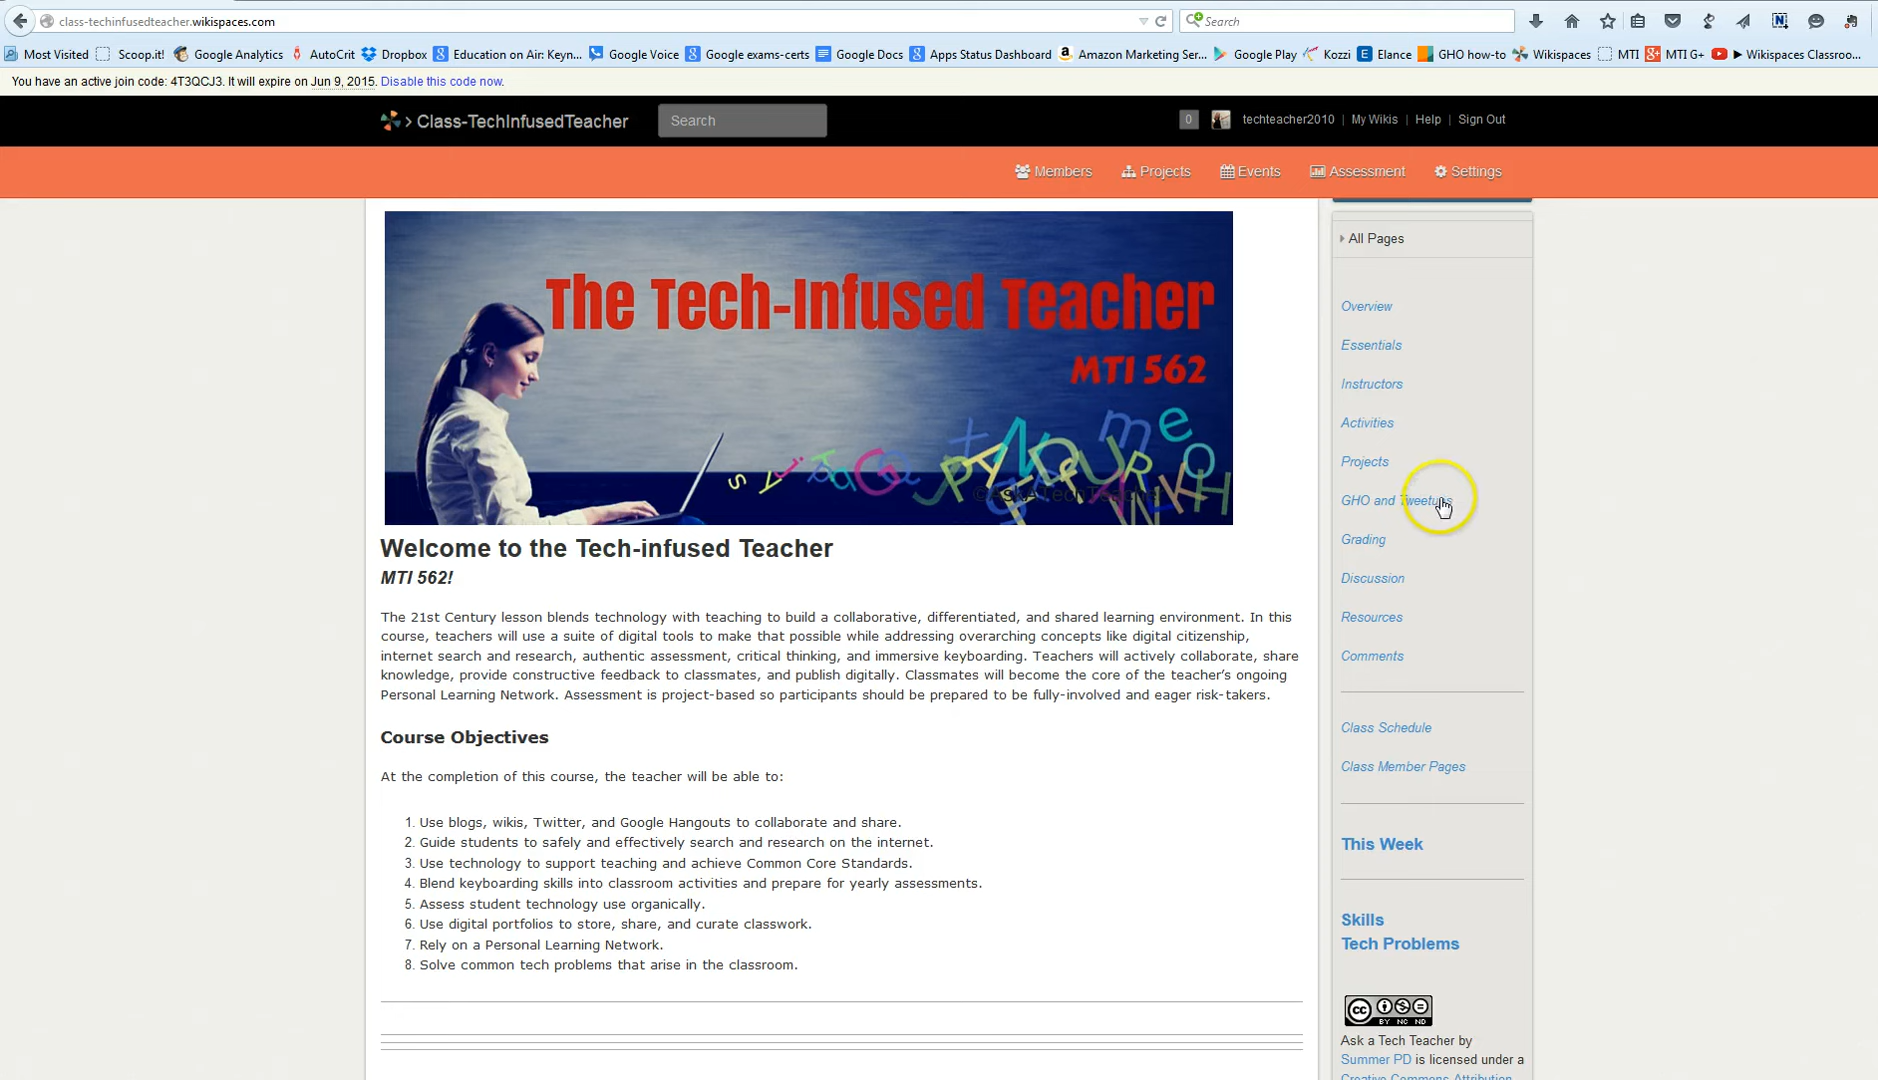 class-techinfusedteacher.wikispaces.com
Search
Most Visited Scoop.it! Google Analytics AutoCrit Dropbox Education on Air: Keyn... Google Voice Google exams-certs Google Docs Apps Status Dashboard Amazon Marketing Ser... Google Play Kozzi Elance GHO how-to Wikispaces MTI MTI G+ Wikispaces Classroo...
You have an active join code: 4T3QCJ3. It will expire on Jun 9, 2015. Disable this code now.
Class-TechInfusedTeacher
Search
0 techteacher2010 | My Wikis | Help | Sign Out
Members Projects Events Assessment Settings
The Tech-Infused Teacher
MTI 562
©AskATechTeacher
Welcome to the Tech-infused Teacher
MTI 562!
The 21st Century lesson blends technology with teaching to build a collaborative, differentiated, and shared learning environment. In this
course, teachers will use a suite of digital tools to make that possible while addressing overarching concepts like digital citizenship,
internet search and research, authentic assessment, critical thinking, and immersive keyboarding. Teachers will actively collaborate, share
knowledge, provide constructive feedback to classmates, and publish digitally. Classmates will become the core of the teacher's ongoing
Personal Learning Network. Assessment is project-based so participants should be prepared to be fully-involved and eager risk-takers.
Course Objectives
At the completion of this course, the teacher will be able to:
1. Use blogs, wikis, Twitter, and Google Hangouts to collaborate and share.
2. Guide students to safely and effectively search and research on the internet.
3. Use technology to support teaching and achieve Common Core Standards.
4. Blend keyboarding skills into classroom activities and prepare for yearly assessments.
5. Assess student technology use organically.
6. Use digital portfolios to store, share, and curate classwork.
7. Rely on a Personal Learning Network.
8. Solve common tech problems that arise in the classroom.
All Pages
Overview
Essentials
Instructors
Activities
Projects
GHO and Tweetups
Grading
Discussion
Resources
Comments
Class Schedule
Class Member Pages
This Week
Skills
Tech Problems
CC BY NC ND
Ask a Tech Teacher by
Summer PD is licensed under a
Creative Commons Attribution